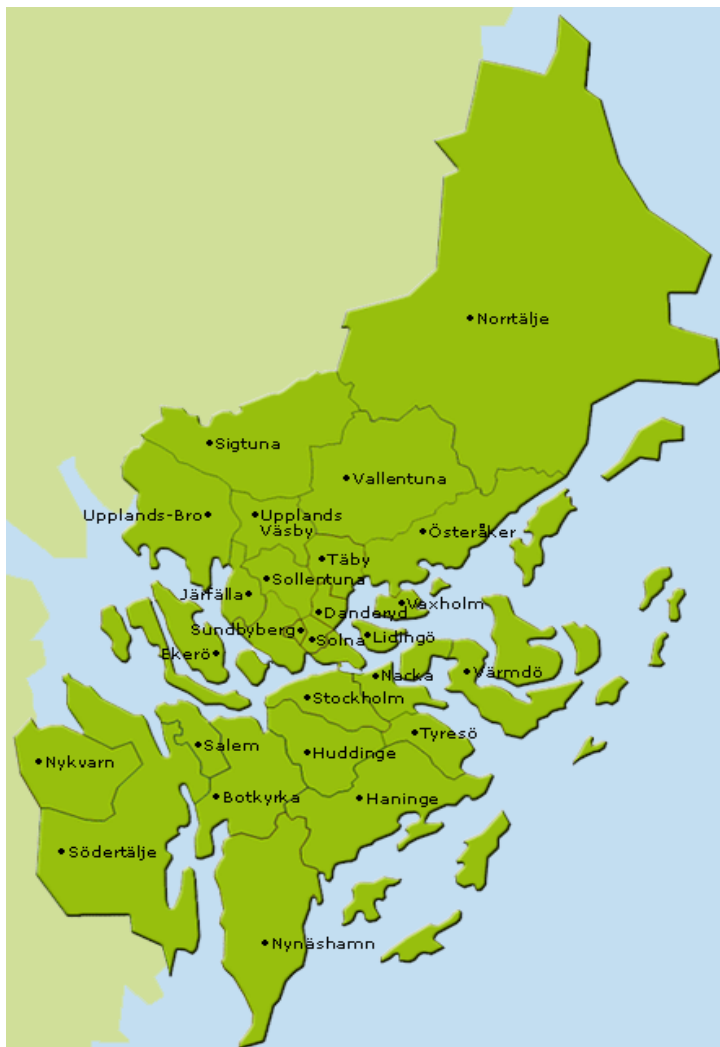 Norrtälje
Sigtuna
Vallentuna
Upplands-Bro
Upplands
Väsby
Österåker
Täby
Sollentuna
Järfälla
Vaxholm
Danderyd
Sundbyberg
Solna
Lidingö
Ekerö
Nacka
Värmdö
Stockholm
Tyresö
Salem
Huddinge
Nykvarn
Botkyrka
Haninge
Södertälje
Nynäshamn